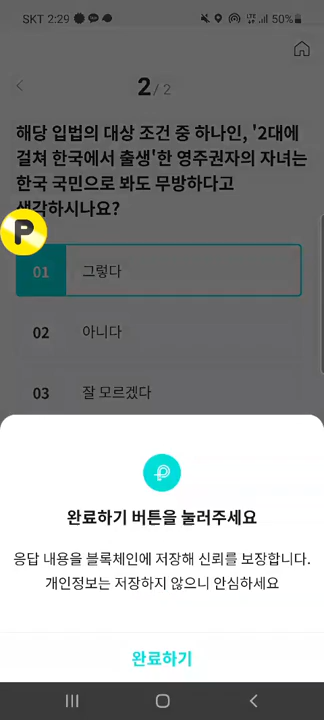 SKT 2:29
LTE
50%
2 / 2
해당 입법의 대상 조건 중 하나인, '2대에
걸쳐 한국에서 출생'한 영주권자의 자녀는
한국 국민으로 봐도 무방하다고
생각하시나요?
P
01 그렇다
02 아니다
03 잘 모르겠다
완료하기 버튼을 눌러주세요
응답 내용을 블록체인에 저장해 신뢰를 보장합니다.
개인정보는 저장하지 않으니 안심하세요
완료하기